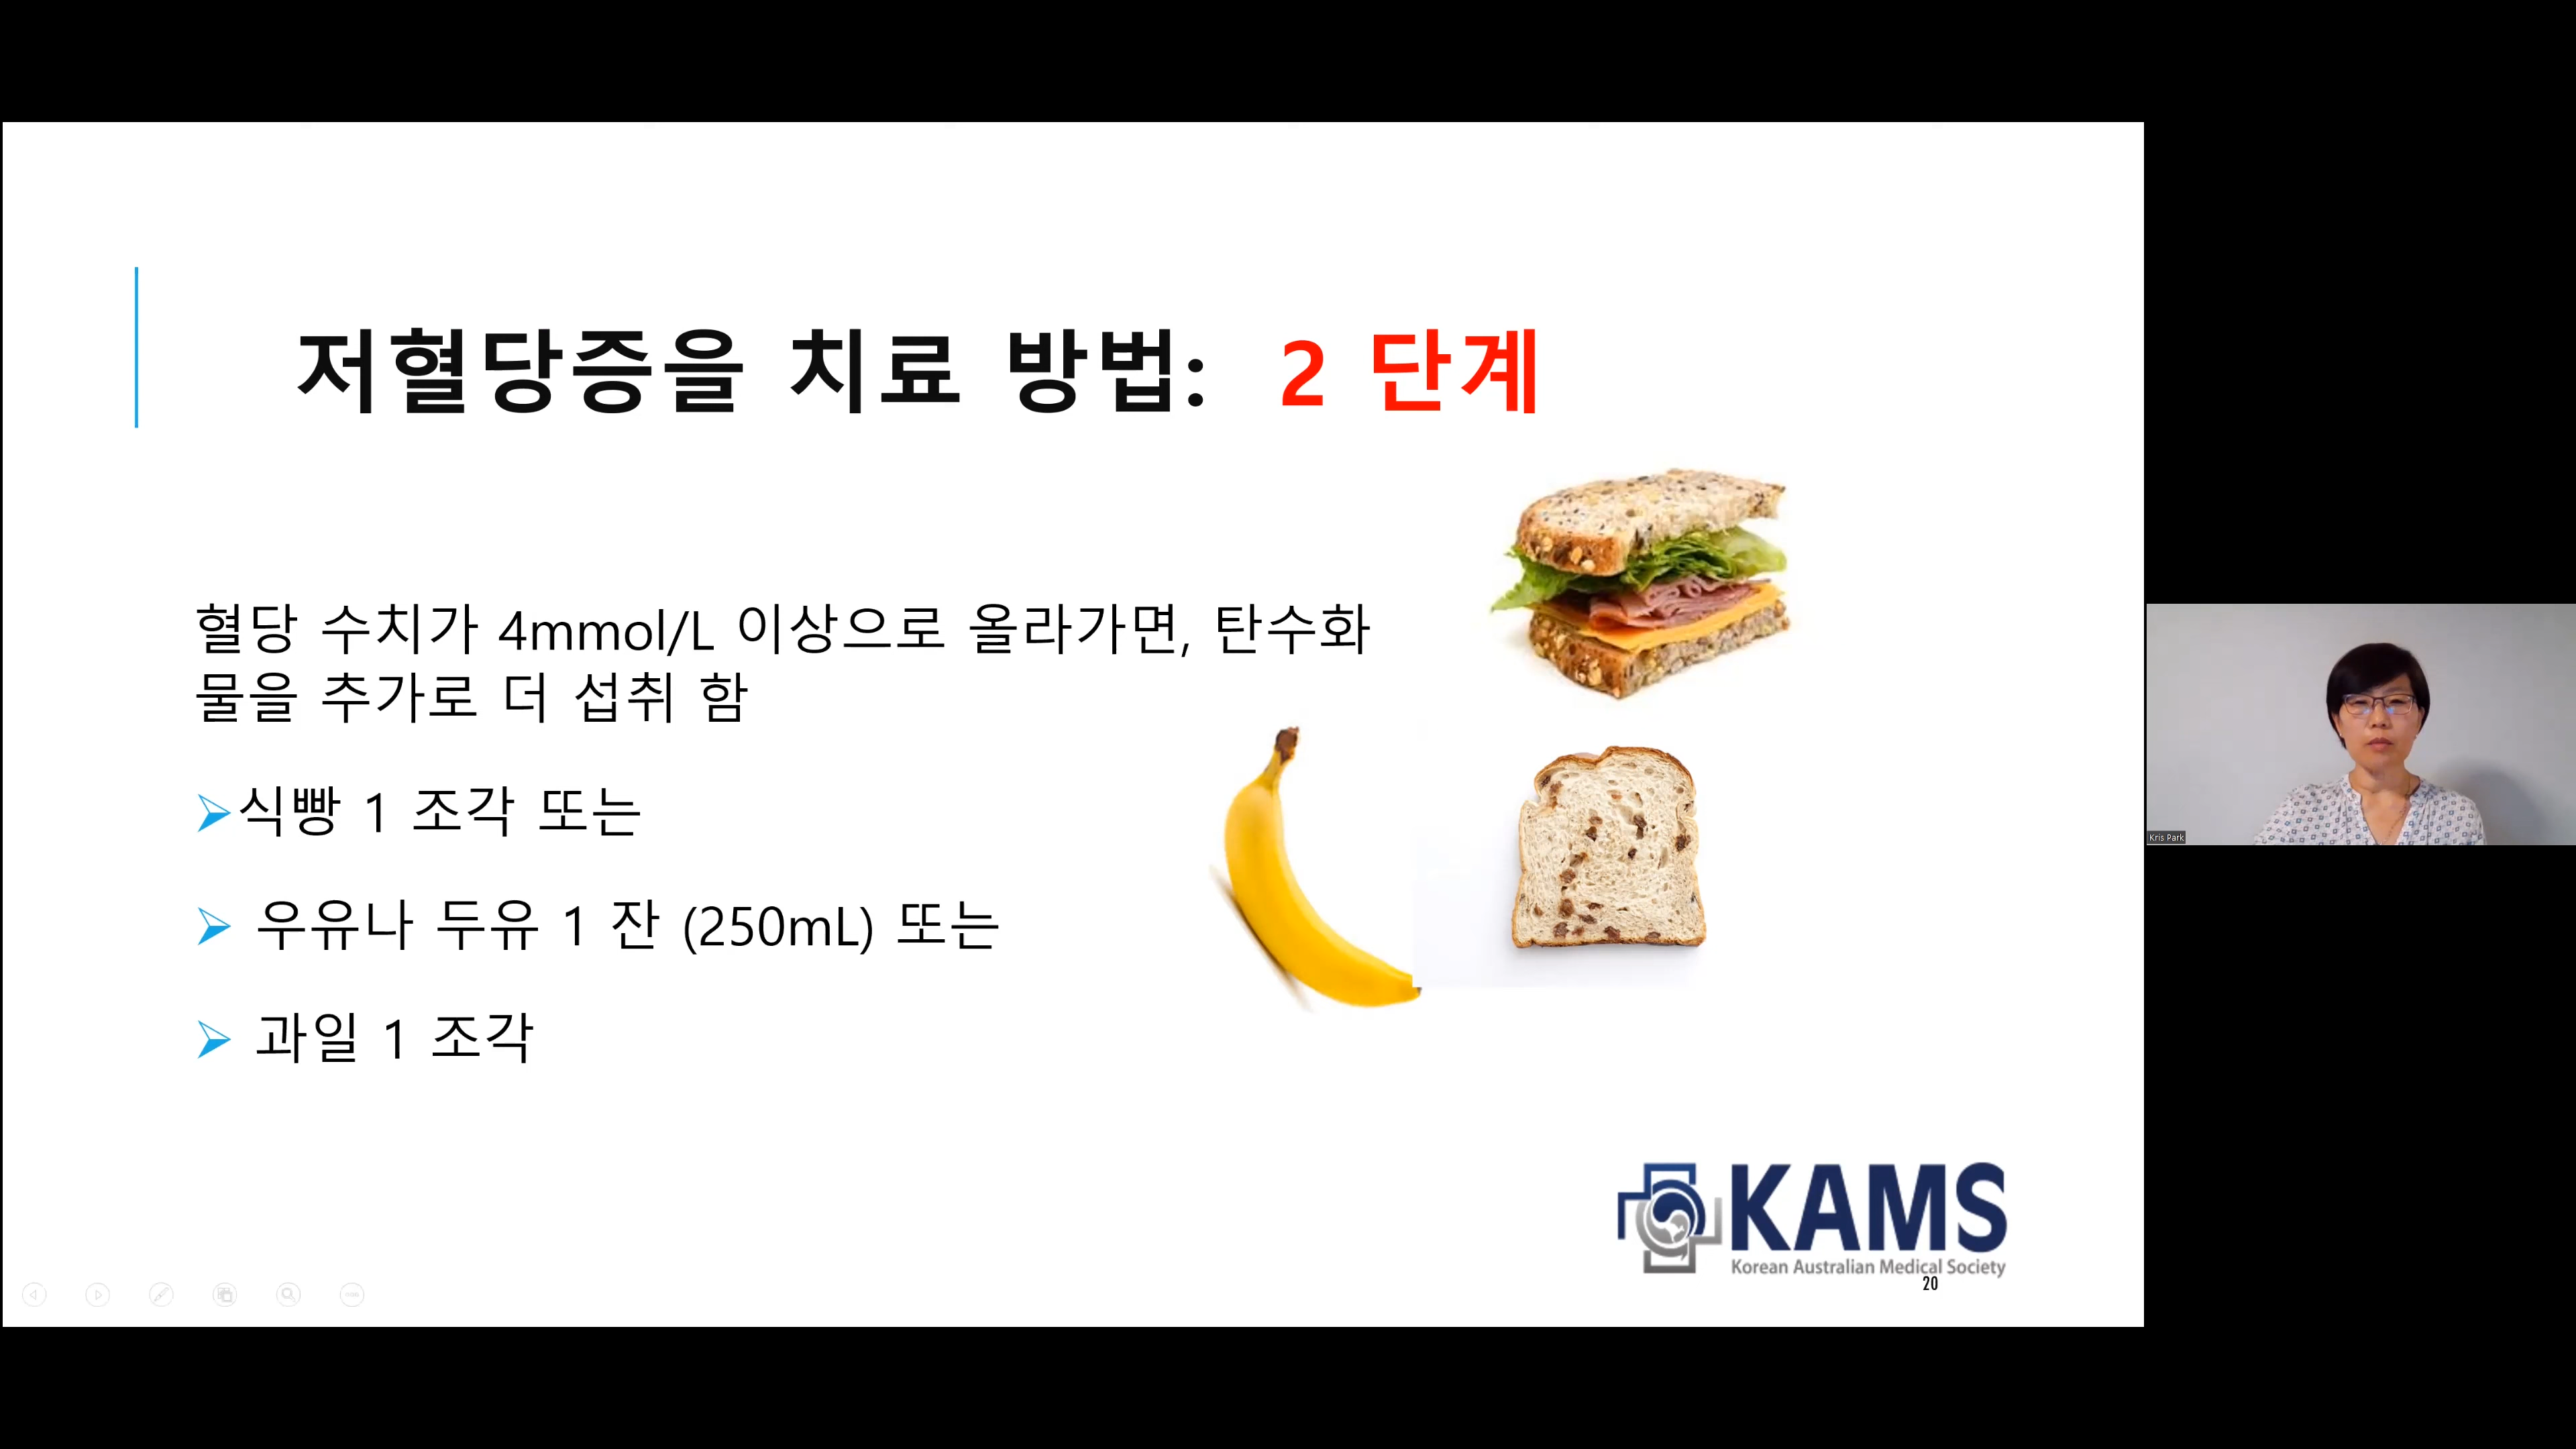 저혈당증을 치료 방법: 2 단계
혈당 수치가 4mmol/L 이상으로 올라가면, 탄수화
물을 추가로 더 섭취 함
식빵 1 조각 또는
우유나 두유 1 잔 (250mL) 또는
과일 1 조각
KAMS
Korean Australian Medical Society
20
Kris Park